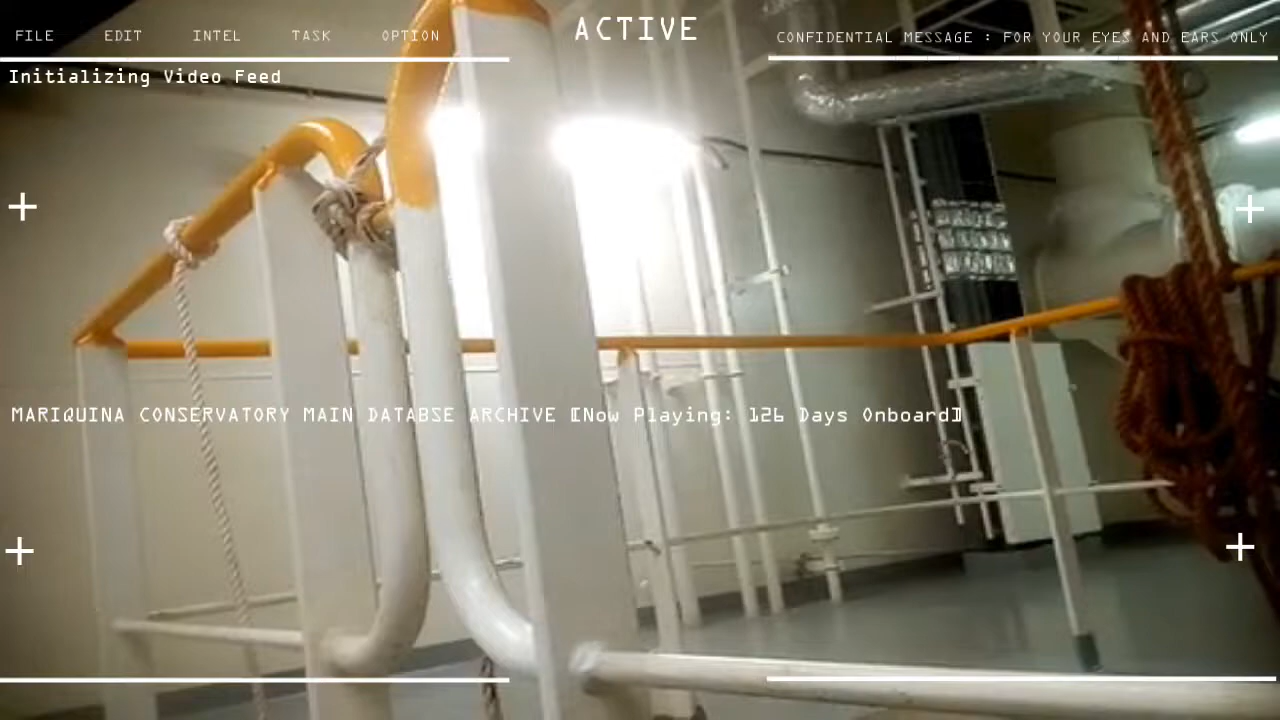 FILE EDIT INTEL TASK OPTION
ACTIVE
CONFIDENTIAL MESSAGE : FOR YOUR EYES AND EARS ONLY
Initializing Video Feed
MARIQUINA CONSERVATORY MAIN DATABSE ARCHIVE [Now Playing: 126 Days Onboard]